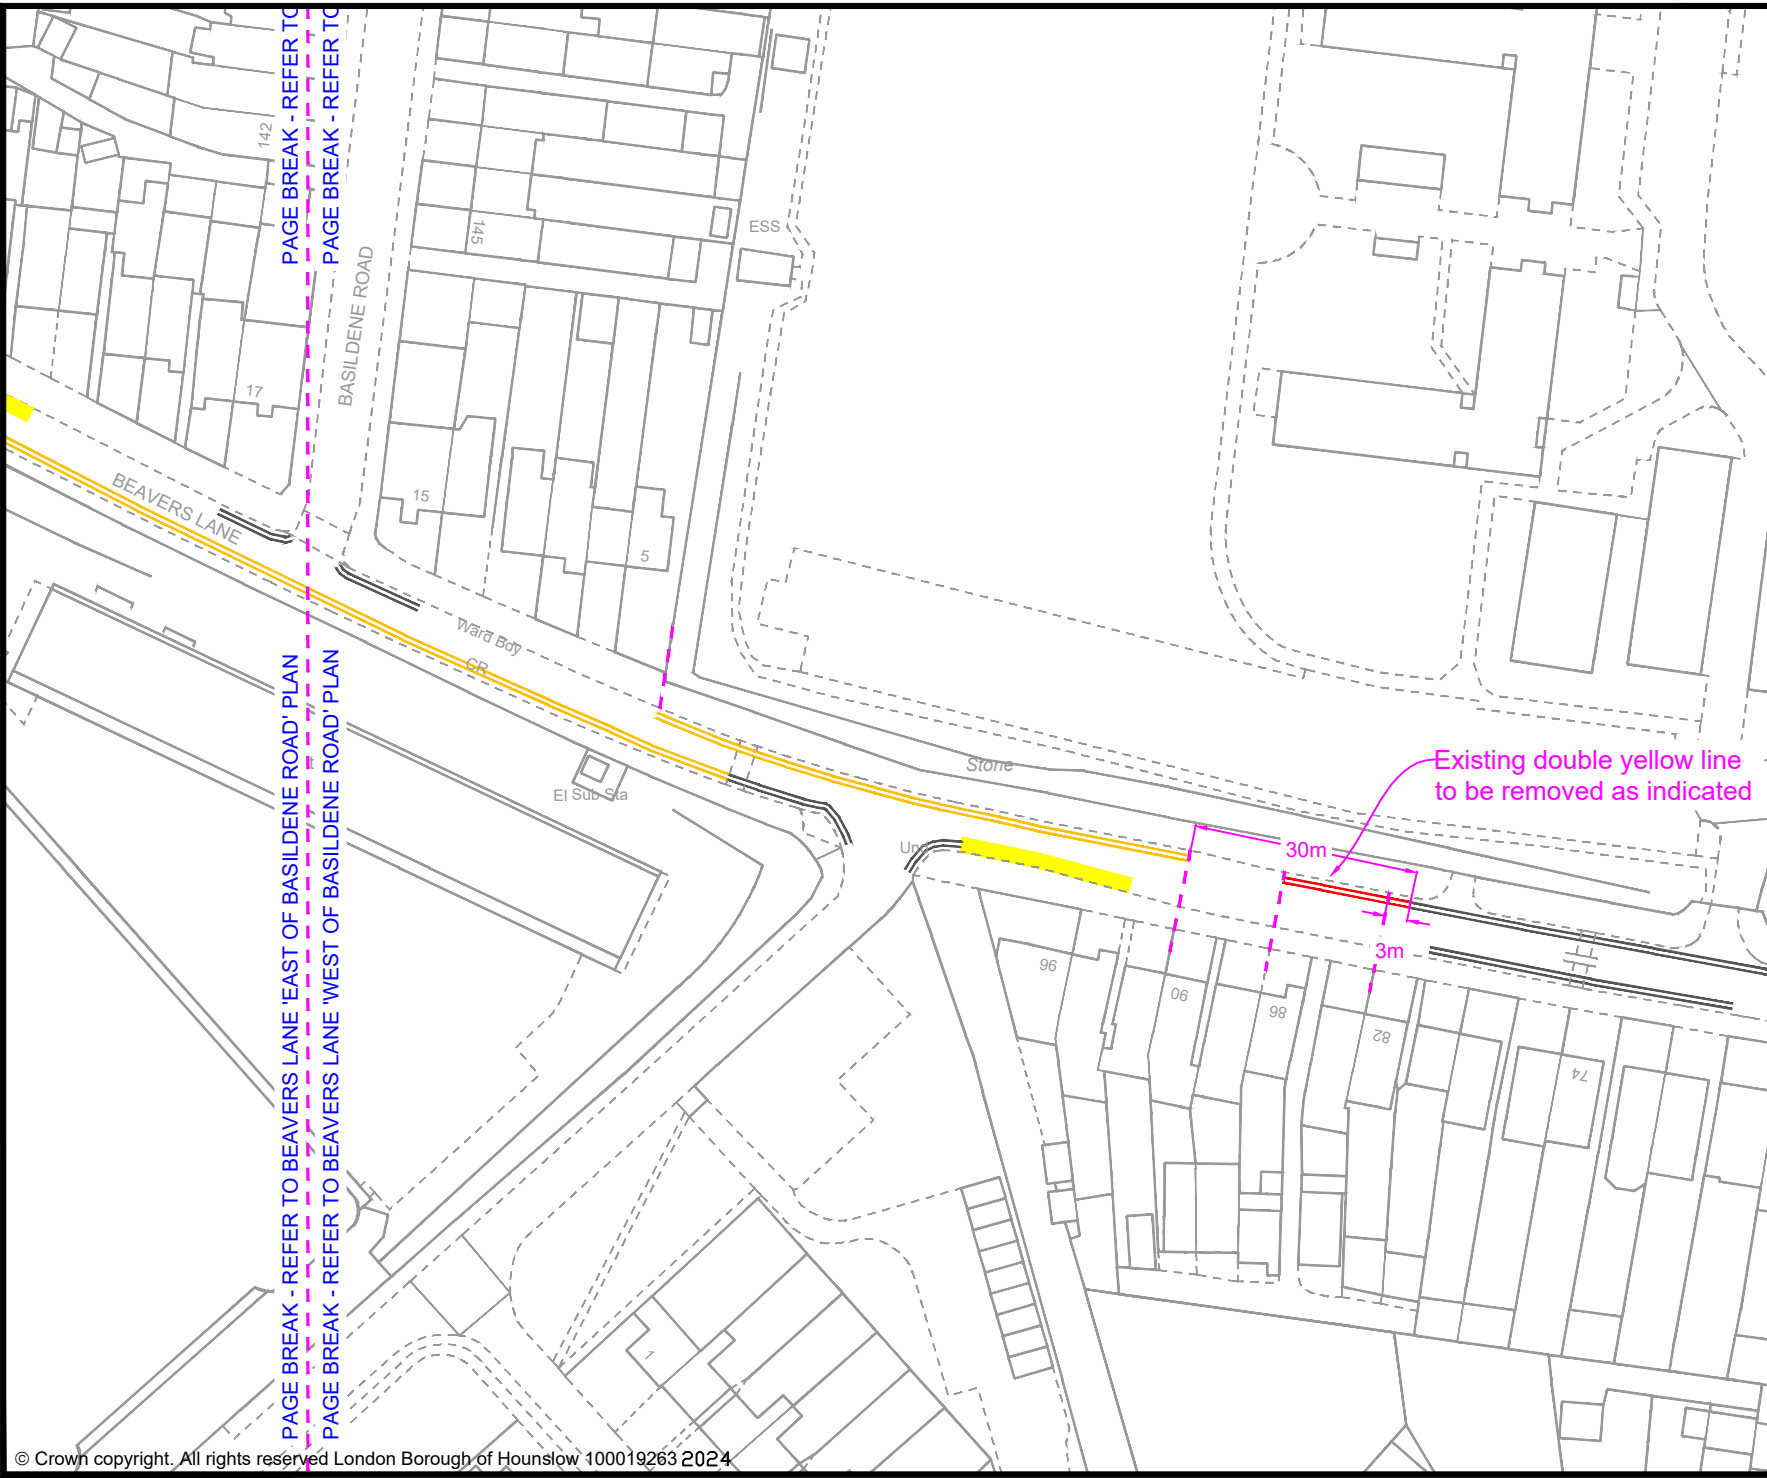 PAGE BREAK - REFER TO
PAGE BREAK - REFER TO
142
145
ESS
BASILDENE ROAD
17
BEAVERS LANE
15
5
Ward Bdy
CR
PAGE BREAK - REFER TO BEAVERS LANE 'EAST OF BASILDENE ROAD' PLAN
PAGE BREAK - REFER TO BEAVERS LANE 'WEST OF BASILDENE ROAD' PLAN
El Sub Sta
Stone
Existing double yellow line
to be removed as indicated
Und
30m
3m
96
90
86
82
74
1
© Crown copyright. All rights reserved London Borough of Hounslow 100019263 2024